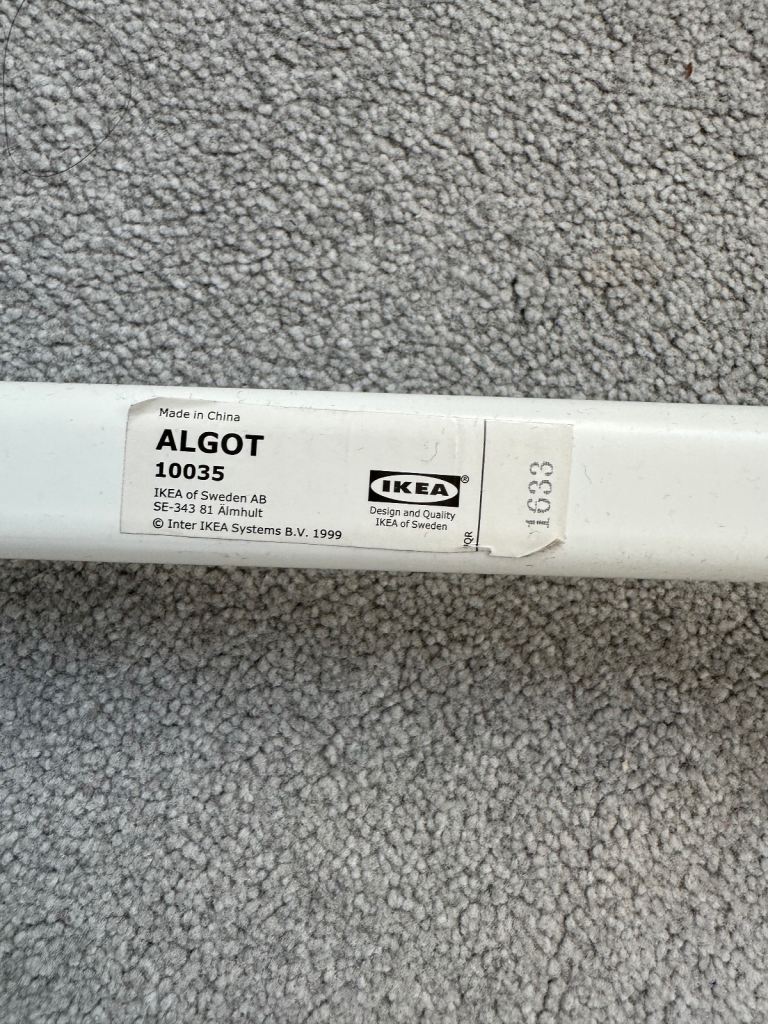 Made in China
ALGOT
10035
IKEA of Sweden AB
SE-343 81 Älmhult
© Inter IKEA Systems B.V. 1999
IKEA®
Design and Quality
IKEA of Sweden
1633